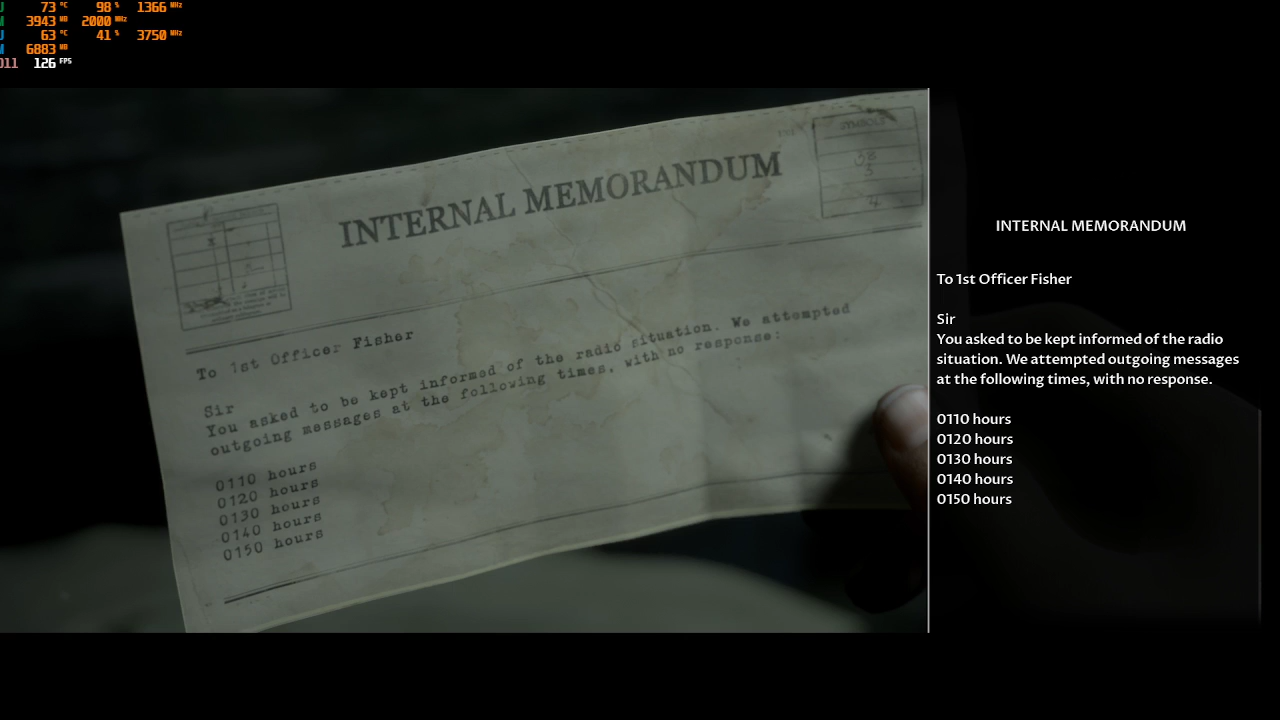 73 °C 98 % 1366 MHz
3943 MB 2000 MHz
63 °C 41 % 3750 MHz
6883 MB
D11 126 FPS
INTERNAL MEMORANDUM
38
5
4
To 1st Officer Fisher
Sir
You asked to be kept informed of the radio situation. We attempted
outgoing messages at the following times, with no response:
0110 hours
0120 hours
0130 hours
0140 hours
0150 hours
INTERNAL MEMORANDUM
To 1st Officer Fisher
Sir
You asked to be kept informed of the radio
situation. We attempted outgoing messages
at the following times, with no response.
0110 hours
0120 hours
0130 hours
0140 hours
0150 hours